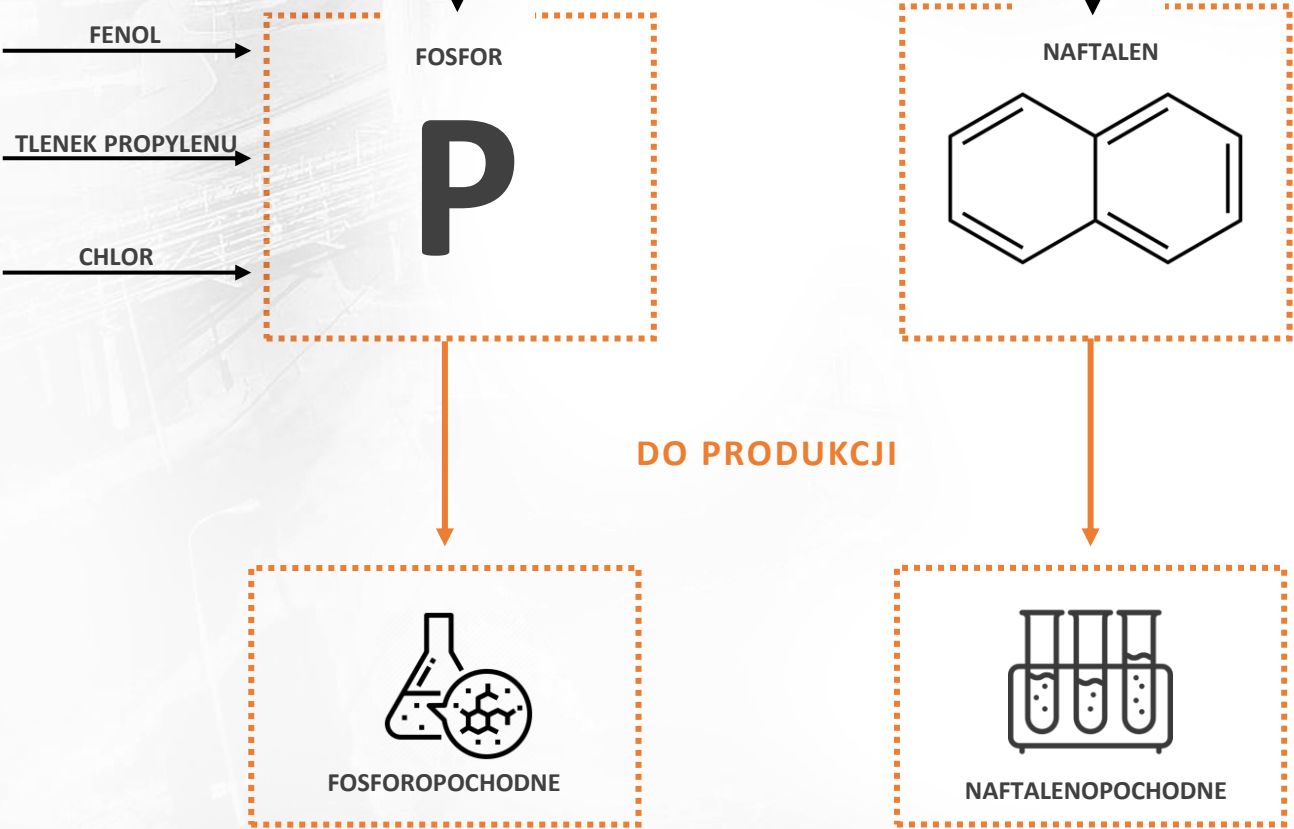 FENOL
TLENEK PROPYLENU
CHLOR
FOSFOR
P
NAFTALEN
DO PRODUKCJI
FOSFOROPOCHODNE
NAFTALENOPOCHODNE